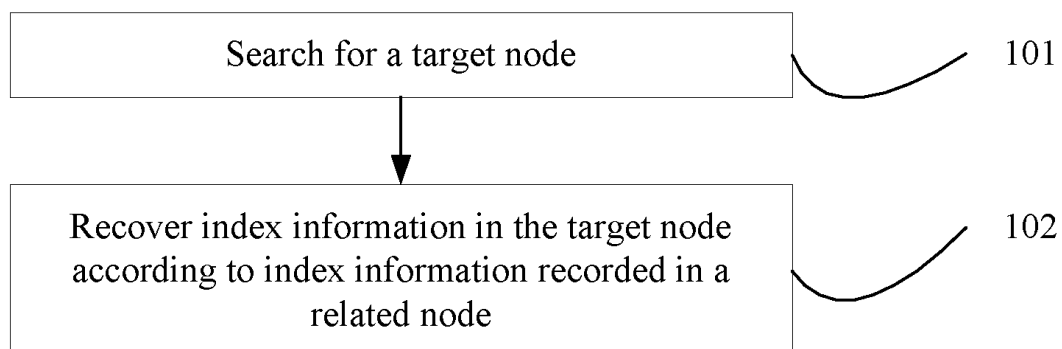 Search for a target node
101
Recover index information in the target node
according to index information recorded in a
related node
102